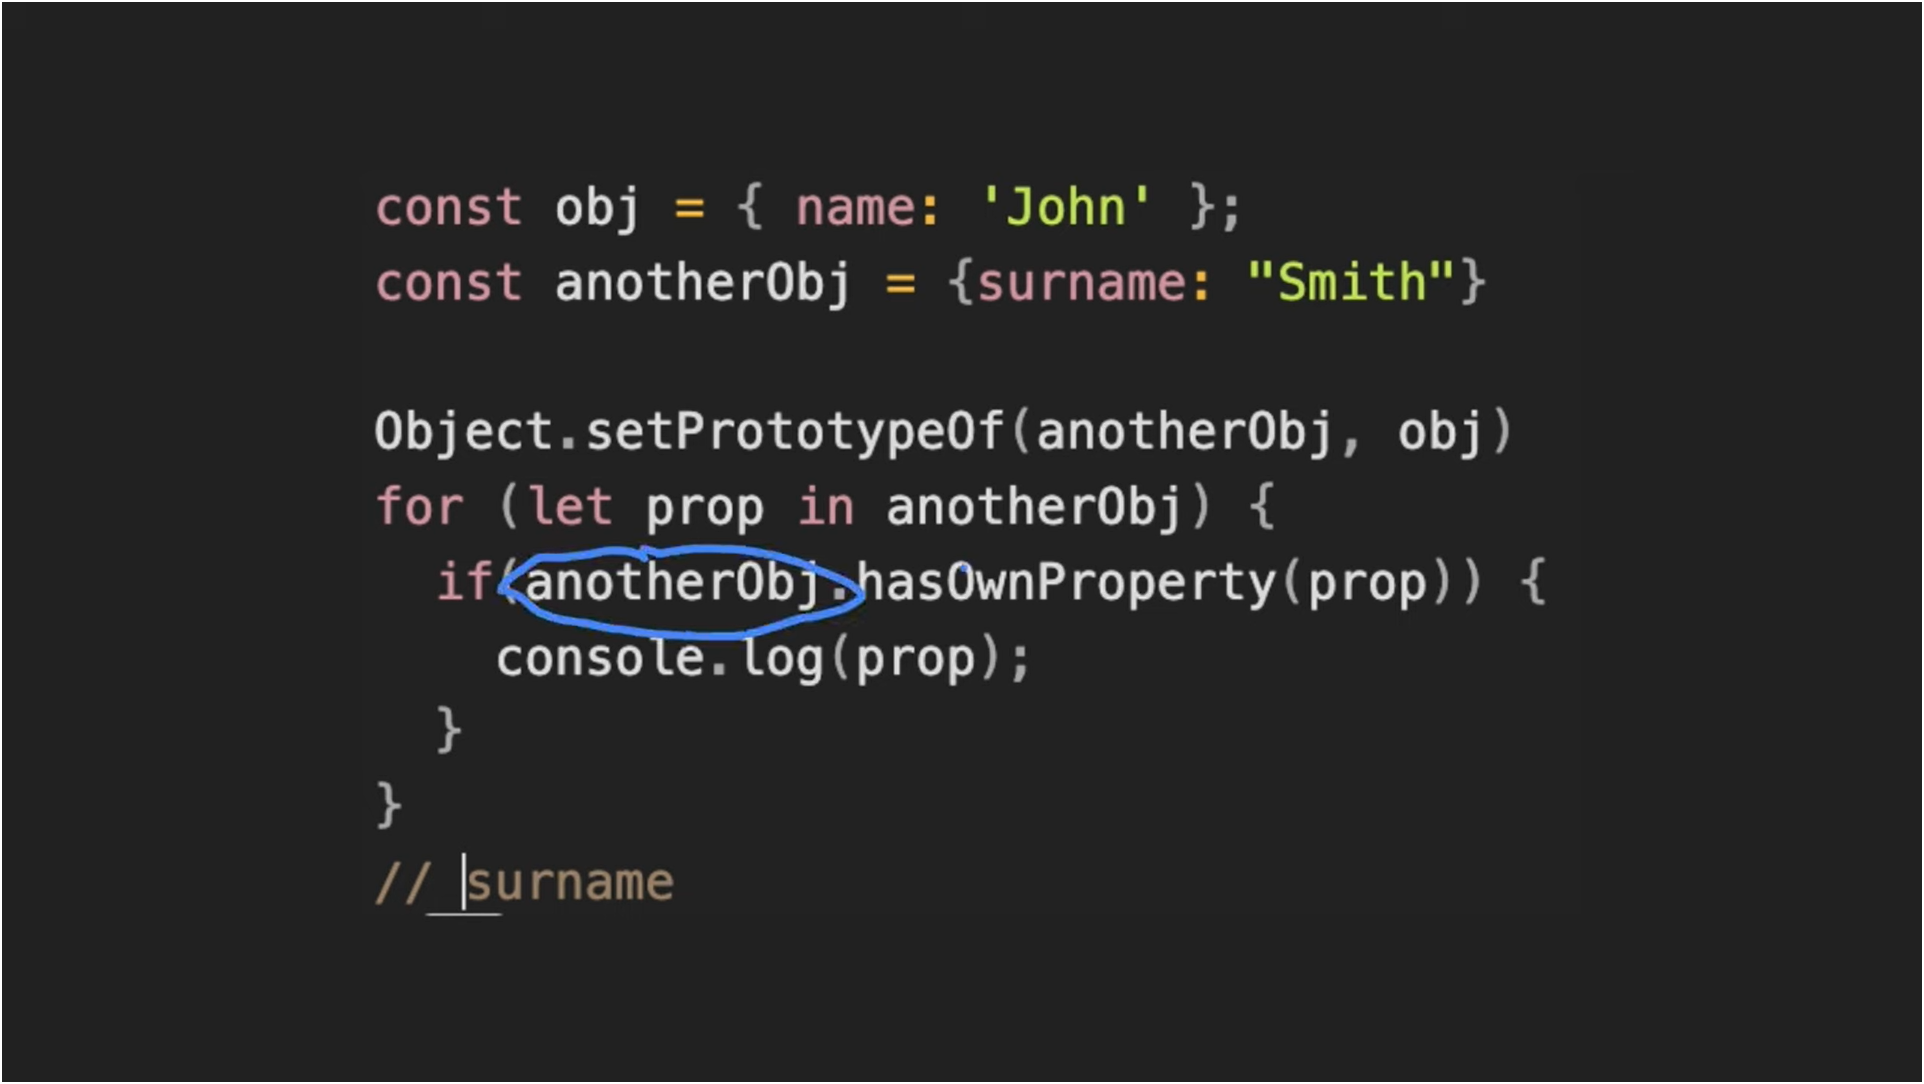 const obj = { name: 'John' };
const anotherObj = {surname: "Smith"}
Object.setPrototypeOf(anotherObj, obj)
for (let prop in anotherObj) {
if(anotherObj.hasOwnProperty(prop)) {
console.log(prop);
}
}
// surname